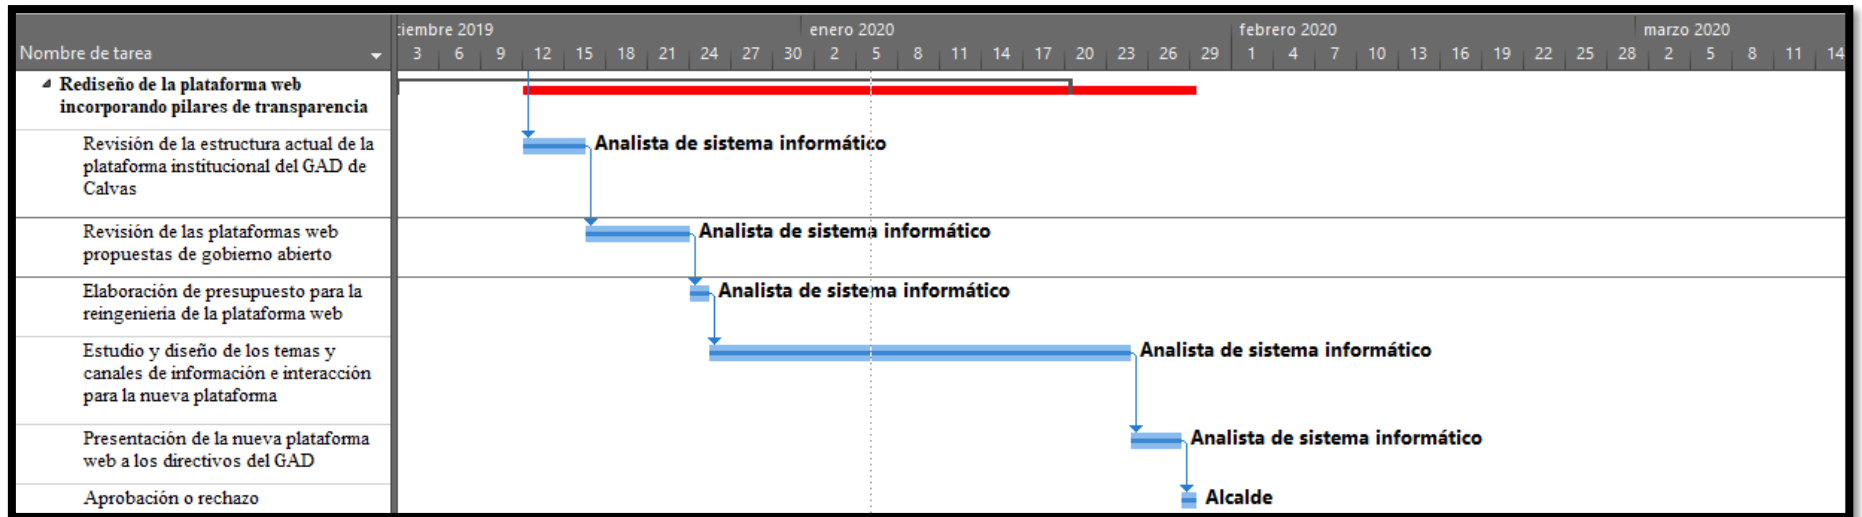 ciembre 2019 enero 2020 febrero 2020 marzo 2020
Nombre de tarea 3 6 9 12 15 18 21 24 27 30 2 5 8 11 14 17 20 23 26 29 1 4 7 10 13 16 19 22 25 28 2 5 8 11 14
Rediseño de la plataforma web
incorporando pilares de transparencia
Revisión de la estructura actual de la
plataforma institucional del GAD de
Calvas
Analista de sistema informático
Revisión de las plataformas web
propuestas de gobierno abierto
Analista de sistema informático
Elaboración de presupuesto para la
reingeniería de la plataforma web
Analista de sistema informático
Estudio y diseño de los temas y
canales de información e interacción
para la nueva plataforma
Analista de sistema informático
Presentación de la nueva plataforma
web a los directivos del GAD
Analista de sistema informático
Aprobación o rechazo
Alcalde